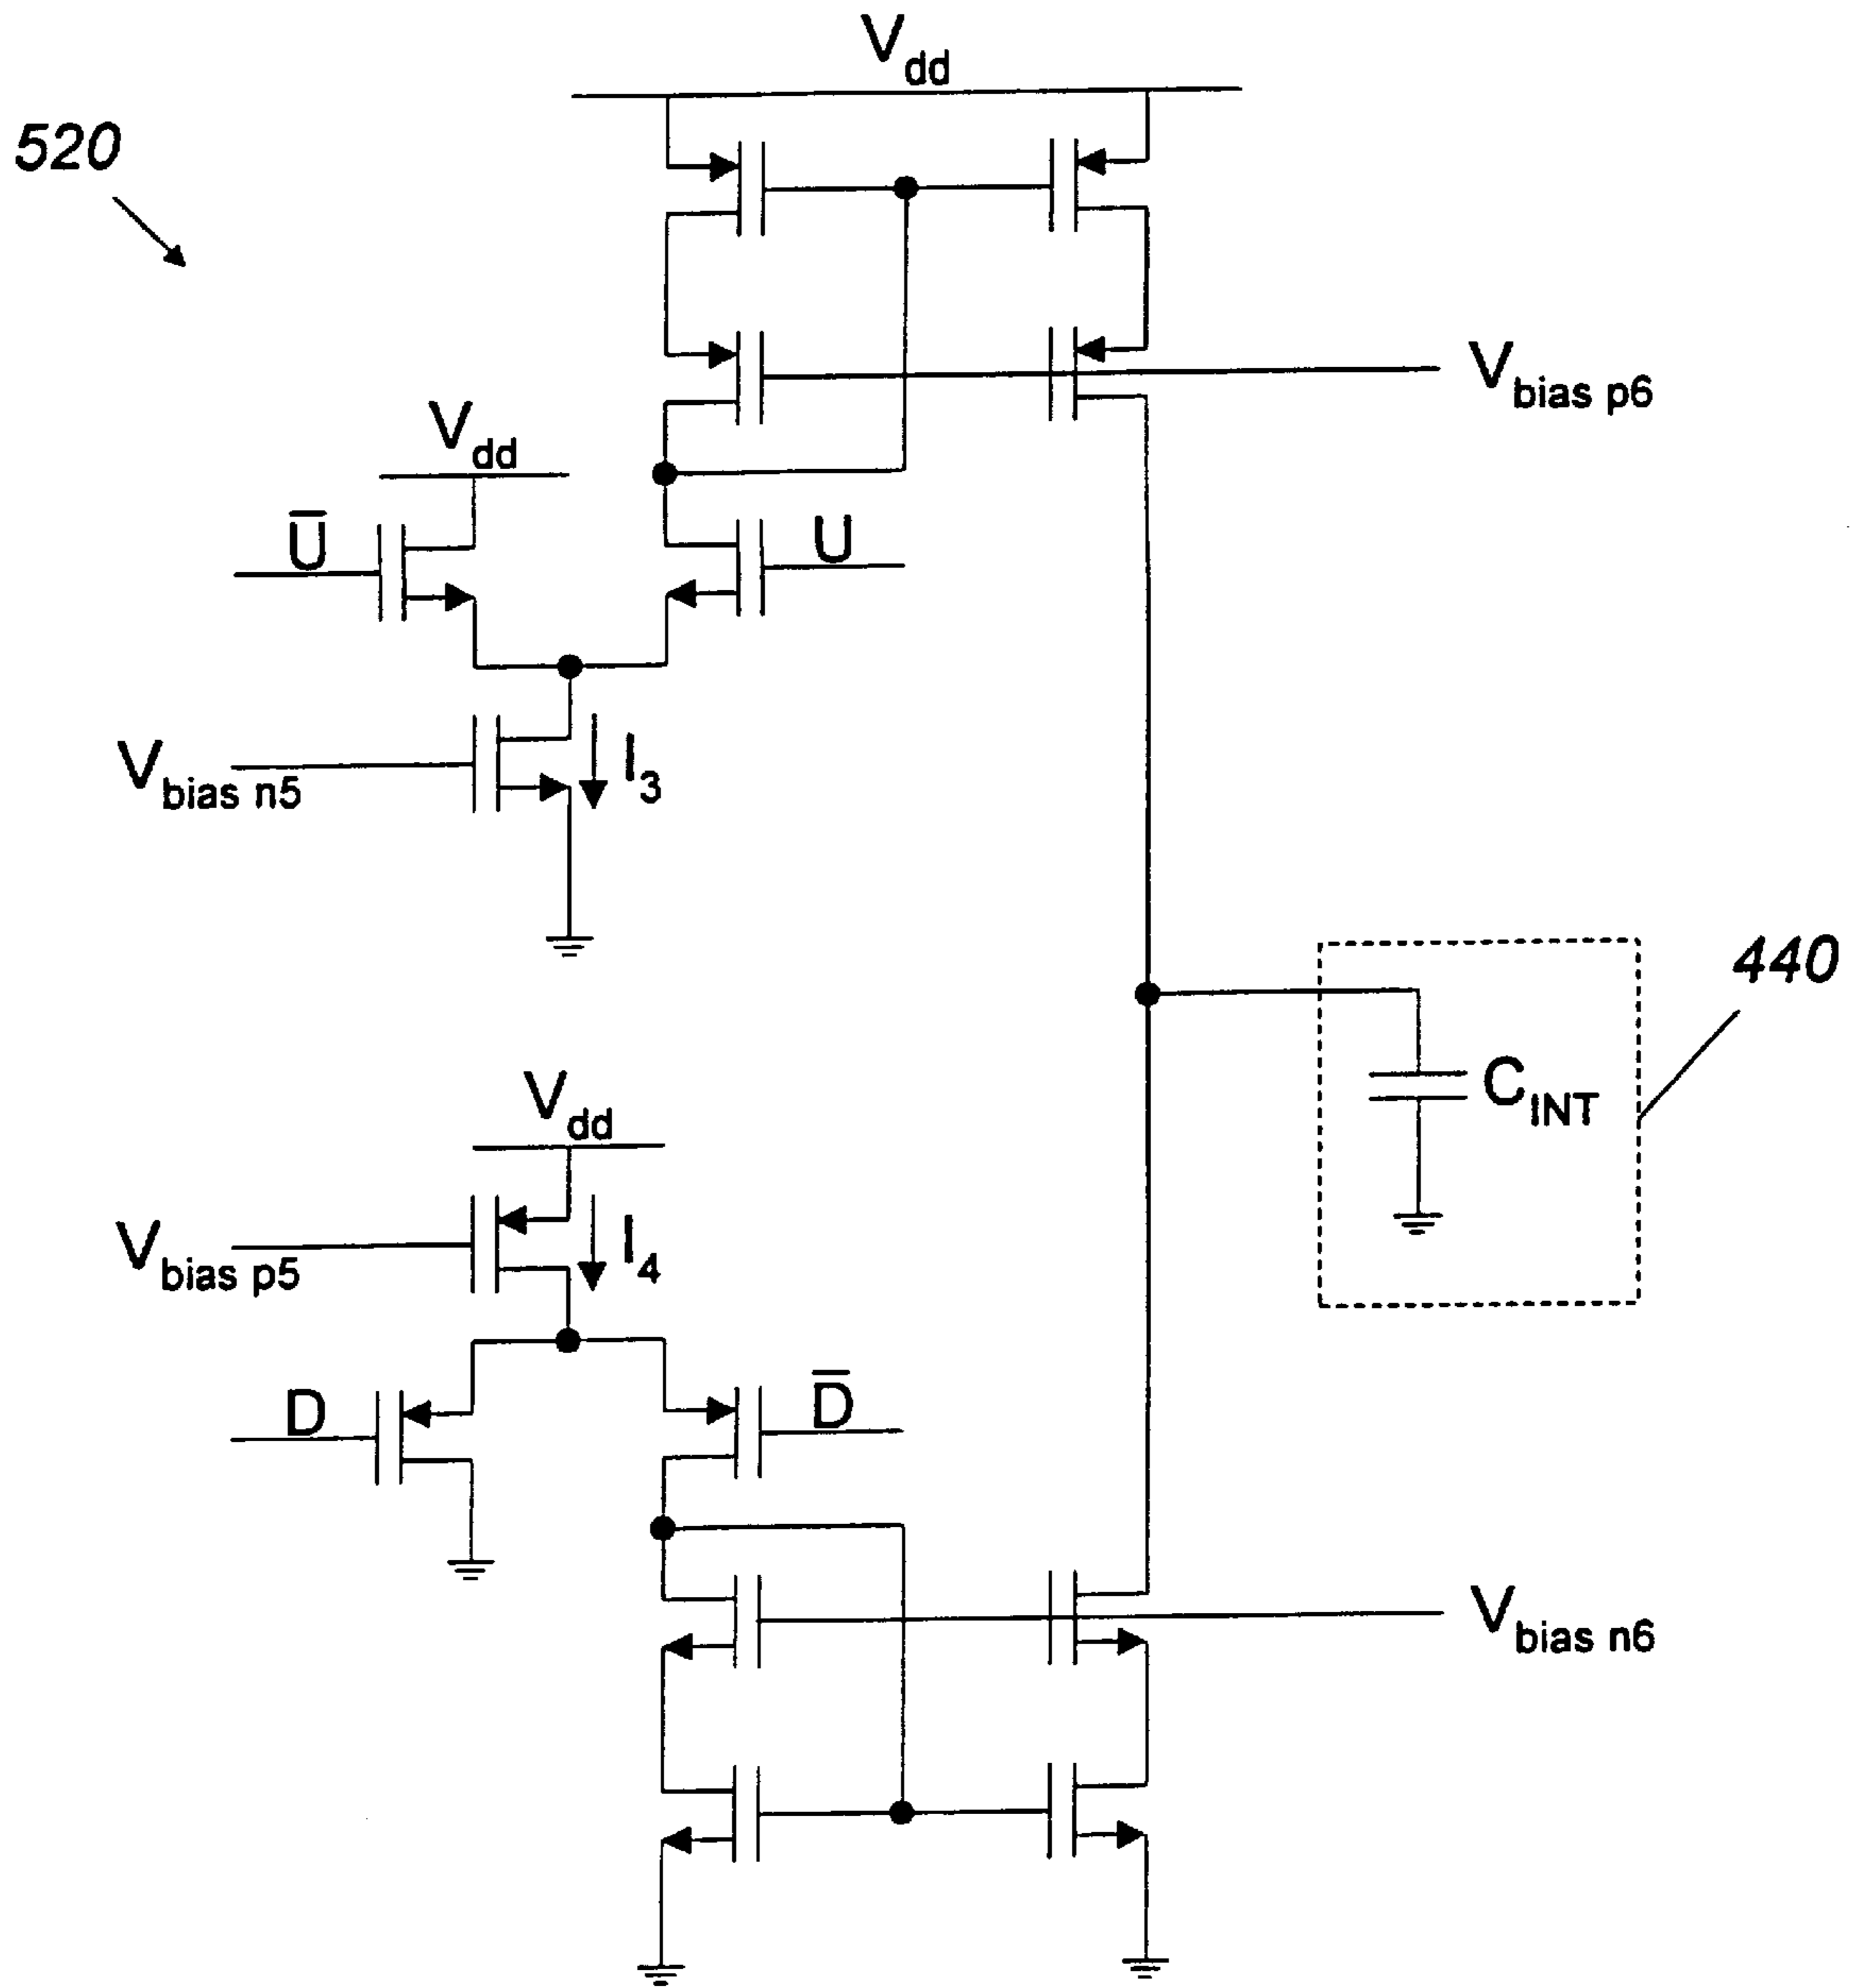 V_dd
520
V_bias p6
V_dd
U̅
U
V_bias n5
I_3
440
C_INT
V_dd
V_bias p5
I_4
D
D̅
V_bias n6